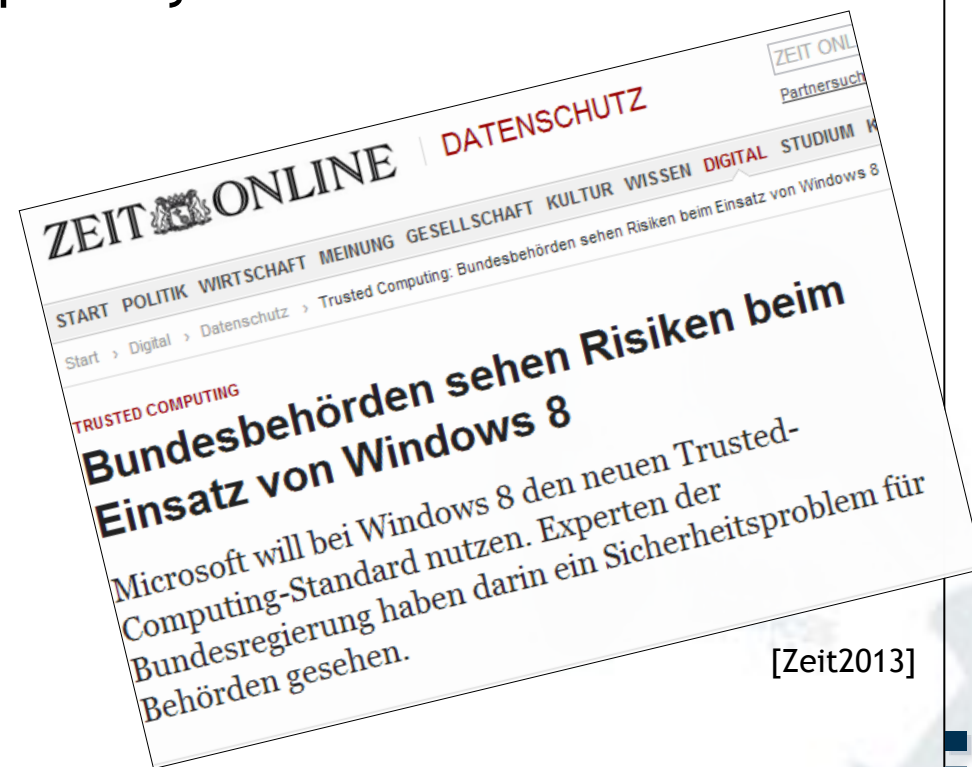 ZEIT ONLINE | DATENSCHUTZ
ZEIT ONL
Partnersuch
START POLITIK WIRTSCHAFT MEINUNG GESELLSCHAFT KULTUR WISSEN DIGITAL STUDIUM K
Start › Digital › Datenschutz › Trusted Computing: Bundesbehörden sehen Risiken beim Einsatz von Windows 8
TRUSTED COMPUTING
Bundesbehörden sehen Risiken beim
Einsatz von Windows 8
Microsoft will bei Windows 8 den neuen Trusted-
Computing-Standard nutzen. Experten der
Bundesregierung haben darin ein Sicherheitsproblem für
Behörden gesehen.
[Zeit2013]